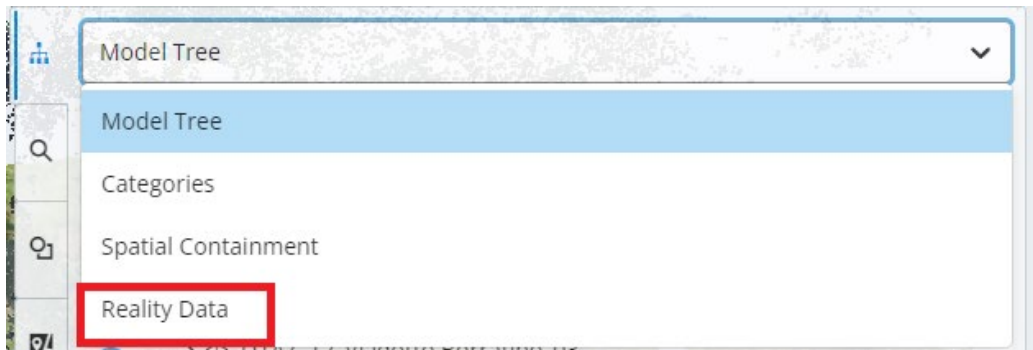 Model Tree
Model Tree
Categories
Spatial Containment
Reality Data